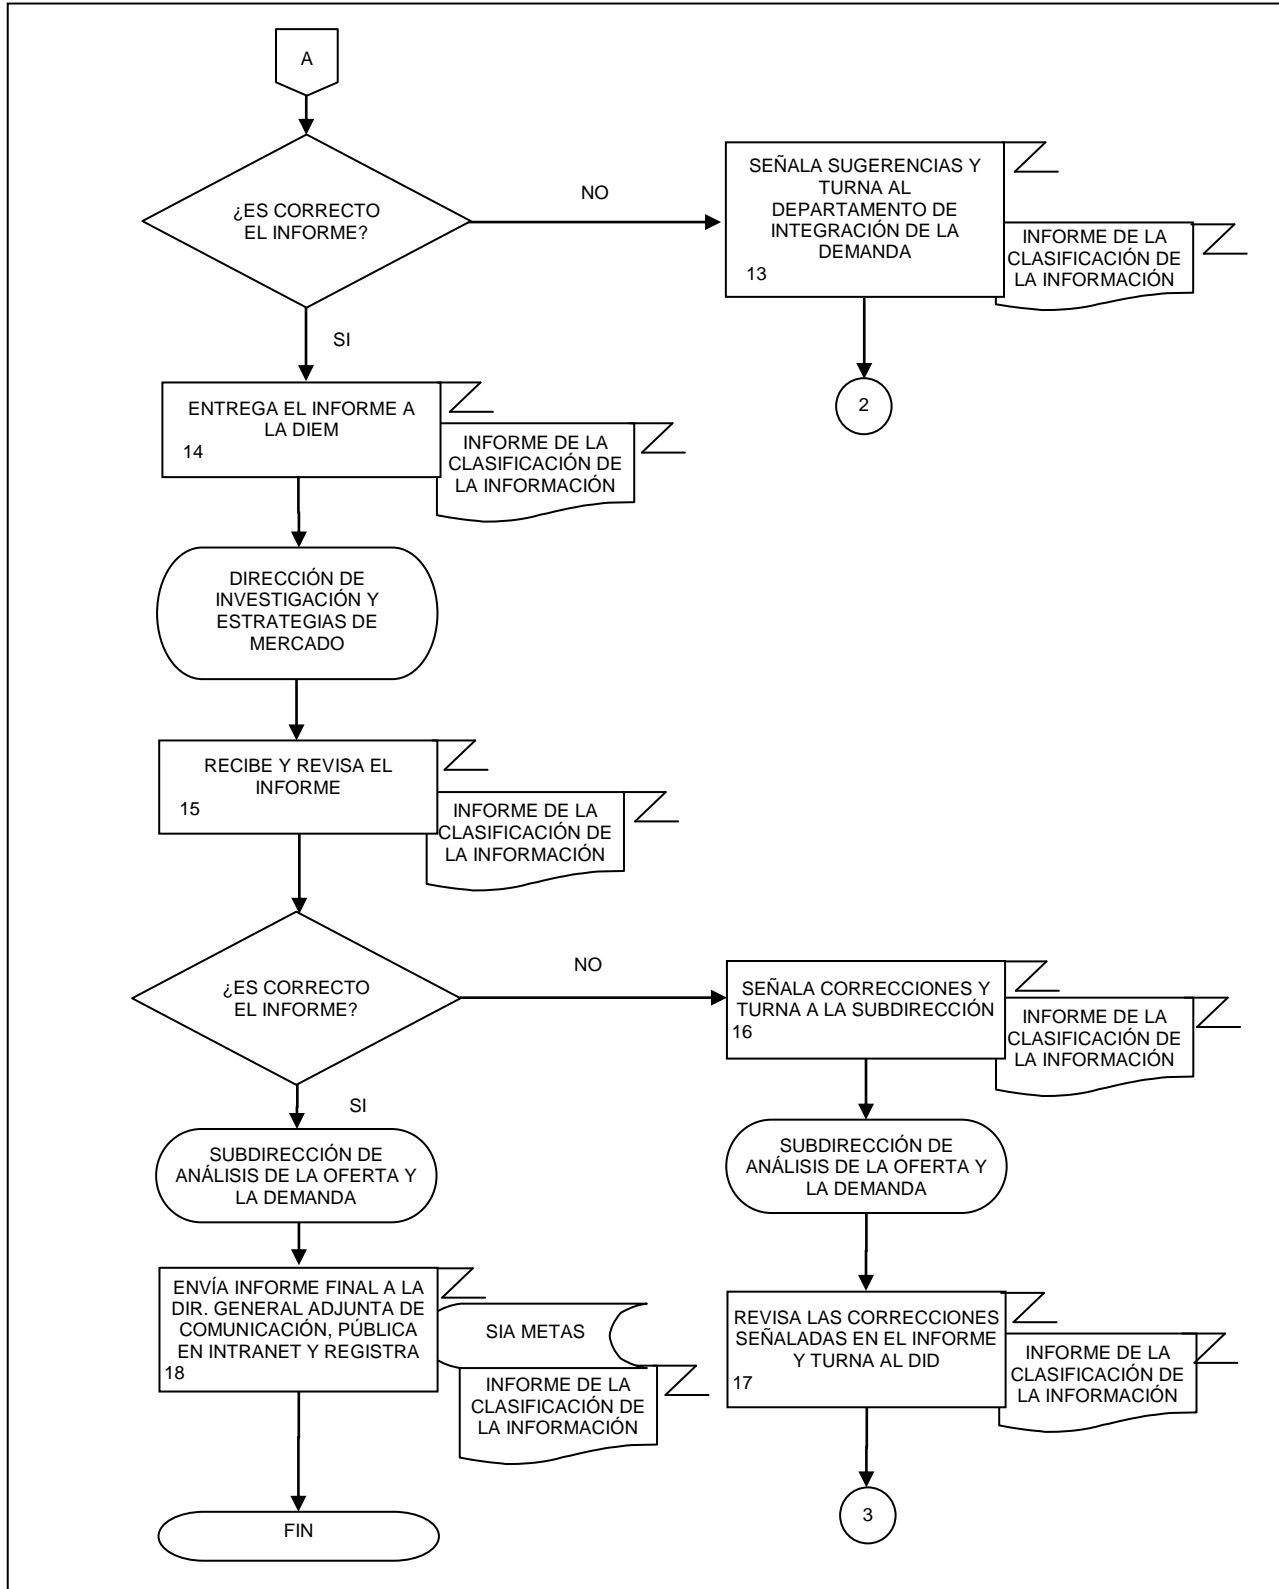 A
¿ES CORRECTO
EL INFORME?
NO
SEÑALA SUGERENCIAS Y
TURNA AL
DEPARTAMENTO DE
INTEGRACIÓN DE LA
DEMANDA
13
INFORME DE LA
CLASIFICACIÓN DE
LA INFORMACIÓN
SI
2
ENTREGA EL INFORME A
LA DIEM
14
INFORME DE LA
CLASIFICACIÓN DE
LA INFORMACIÓN
DIRECCIÓN DE
INVESTIGACIÓN Y
ESTRATEGIAS DE
MERCADO
RECIBE Y REVISA EL
INFORME
15
INFORME DE LA
CLASIFICACIÓN DE
LA INFORMACIÓN
¿ES CORRECTO
EL INFORME?
NO
SEÑALA CORRECCIONES Y
TURNA A LA SUBDIRECCIÓN
16
INFORME DE LA
CLASIFICACIÓN DE
LA INFORMACIÓN
SI
SUBDIRECCIÓN DE
ANÁLISIS DE LA OFERTA Y
LA DEMANDA
SUBDIRECCIÓN DE
ANÁLISIS DE LA OFERTA Y
LA DEMANDA
ENVÍA INFORME FINAL A LA
DIR. GENERAL ADJUNTA DE
COMUNICACIÓN, PÚBLICA
EN INTRANET Y REGISTRA
18
SIA METAS
INFORME DE LA
CLASIFICACIÓN DE
LA INFORMACIÓN
REVISA LAS CORRECCIONES
SEÑALADAS EN EL INFORME
Y TURNA AL DID
17
INFORME DE LA
CLASIFICACIÓN DE
LA INFORMACIÓN
FIN
3